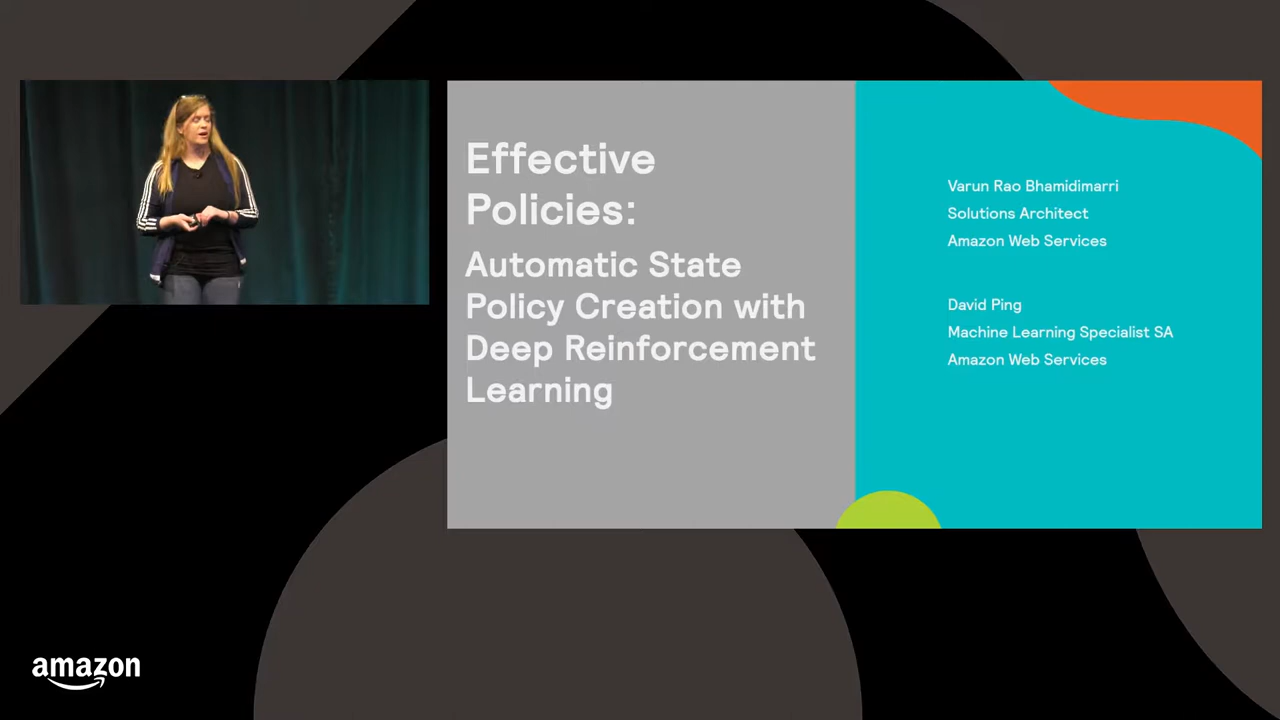 Effective
Policies:
Automatic State
Policy Creation with
Deep Reinforcement
Learning
Varun Rao Bhamidimarri
Solutions Architect
Amazon Web Services
David Ping
Machine Learning Specialist SA
Amazon Web Services
amazon